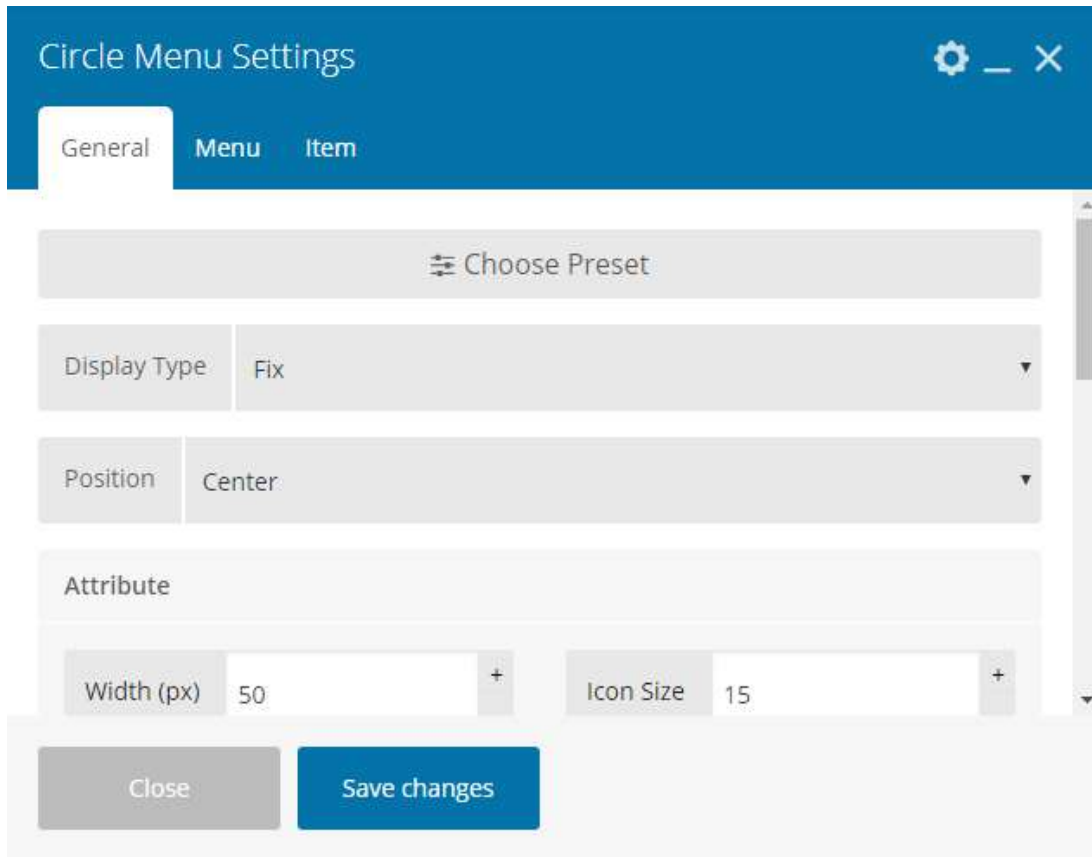 Circle Menu Settings
General Menu Item
Choose Preset
Display Type Fix
Position Center
Attribute
Width (px) 50 + Icon Size 15 +
Close Save changes